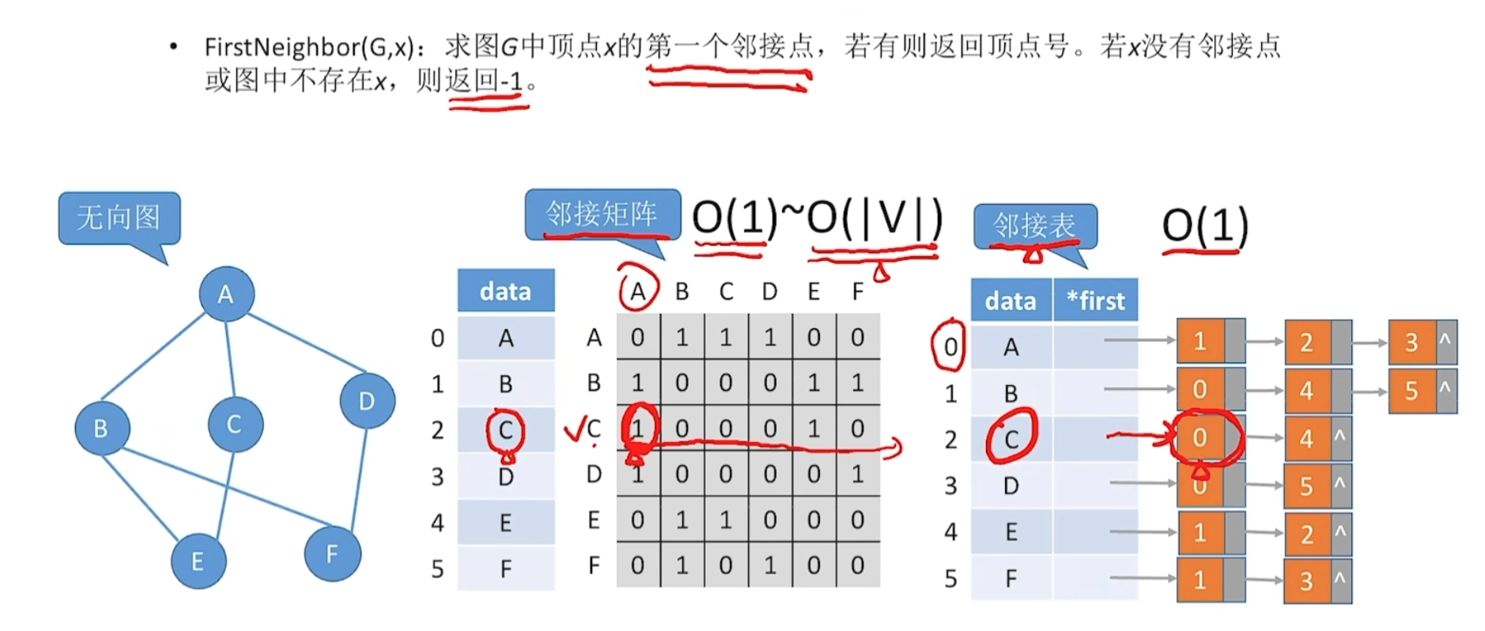 • FirstNeighbor(G,x)：求图G中顶点x的第一个邻接点，若有则返回顶点号。若x没有邻接点
或图中不存在x，则返回-1。
无向图
邻接矩阵 O(1)~O(|V|)
邻接表 O(1)
A
B
C
D
E
F
data
0 A
1 B
2 C
3 D
4 E
5 F
A B C D E F
A 0 1 1 1 0 0
B 1 0 0 0 1 1
C 1 0 0 0 1 0
D 1 0 0 0 0 1
E 0 1 1 0 0 0
F 0 1 0 1 0 0
data *first
0 A 1 2 3 ^
1 B 0 4 5 ^
2 C 0 4 ^
3 D 0 5 ^
4 E 1 2 ^
5 F 1 3 ^